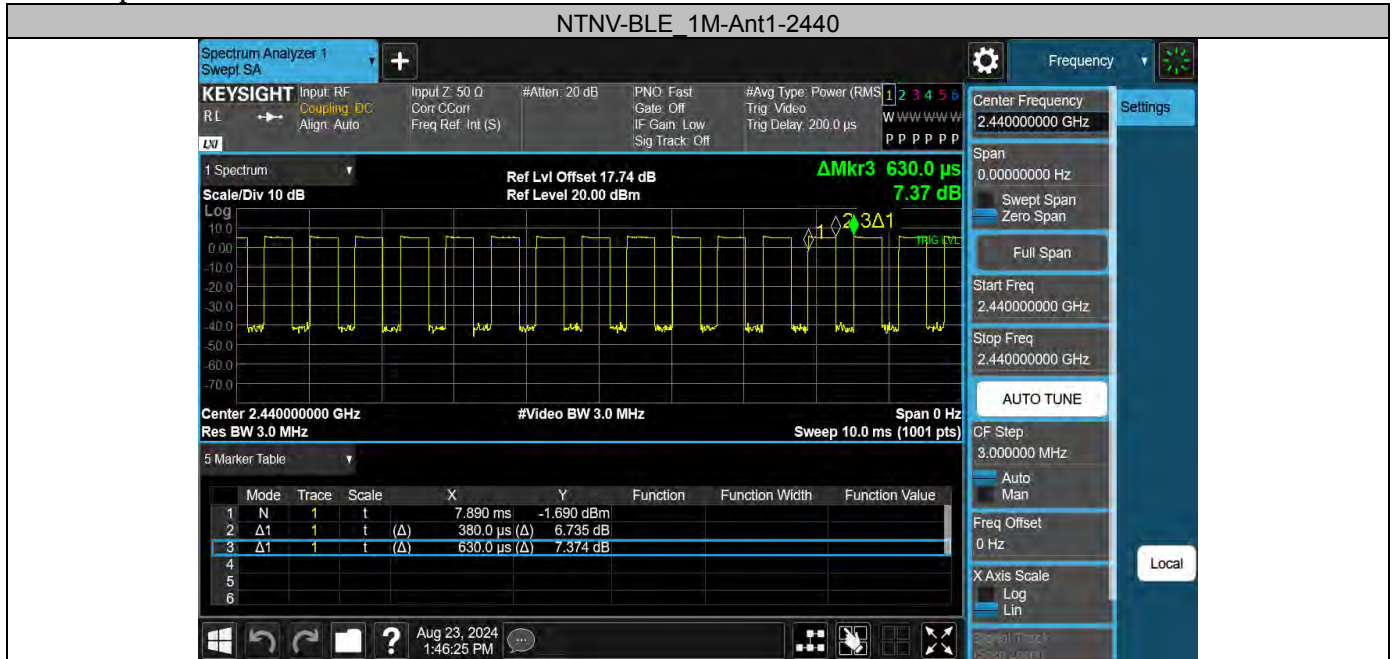 NTNV-BLE_1M-Ant1-2440
Spectrum Analyzer 1
Swept SA
+
Frequency
KEYSIGHT
RL
LXI
Input: RF
Coupling: DC
Align: Auto
Input Z: 50 Ω
Corr CCorr
Freq Ref: Int (S)
#Atten: 20 dB
PNO: Fast
Gate: Off
IF Gain: Low
Sig Track: Off
#Avg Type: Power (RMS
Trig: Video
Trig Delay: 200.0 µs
1 2 3 4 5 6
W W W W W W
P P P P P P
Center Frequency
2.440000000 GHz
Settings
Span
0.00000000 Hz
Swept Span
Zero Span
Full Span
Start Freq
2.440000000 GHz
Stop Freq
2.440000000 GHz
AUTO TUNE
CF Step
3.000000 MHz
Auto
Man
Freq Offset
0 Hz
X Axis Scale
Log
Lin
Signal Track
(Span Zoom)
Local
1 Spectrum
Scale/Div 10 dB
Ref Lvl Offset 17.74 dB
Ref Level 20.00 dBm
ΔMkr3 630.0 µs
7.37 dB
Log
10.0
0.00
-10.0
-20.0
-30.0
-40.0
-50.0
-60.0
-70.0
1
2
3Δ1
TRIG LVL
Center 2.440000000 GHz
#Video BW 3.0 MHz
Span 0 Hz
Res BW 3.0 MHz
Sweep 10.0 ms (1001 pts)
5 Marker Table
Mode Trace Scale X Y Function Function Width Function Value
1 N 1 t 7.890 ms -1.690 dBm
2 Δ1 1 t (Δ) 380.0 µs (Δ) 6.735 dB
3 Δ1 1 t (Δ) 630.0 µs (Δ) 7.374 dB
4
5
6
?
Aug 23, 2024
1:46:25 PM